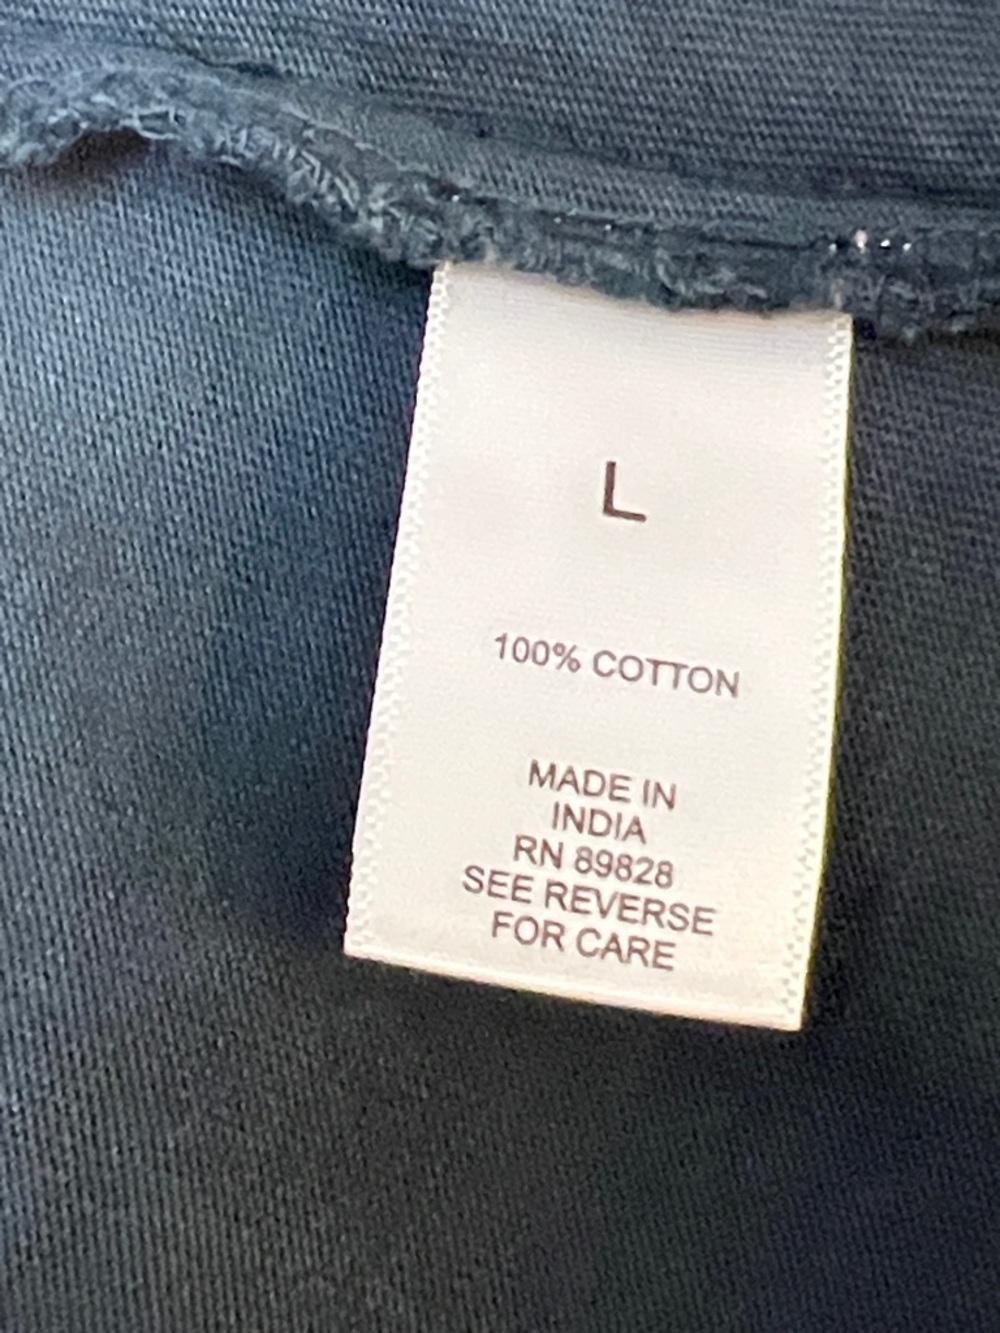 L
100% COTTON
MADE IN
INDIA
RN 89828
SEE REVERSE
FOR CARE